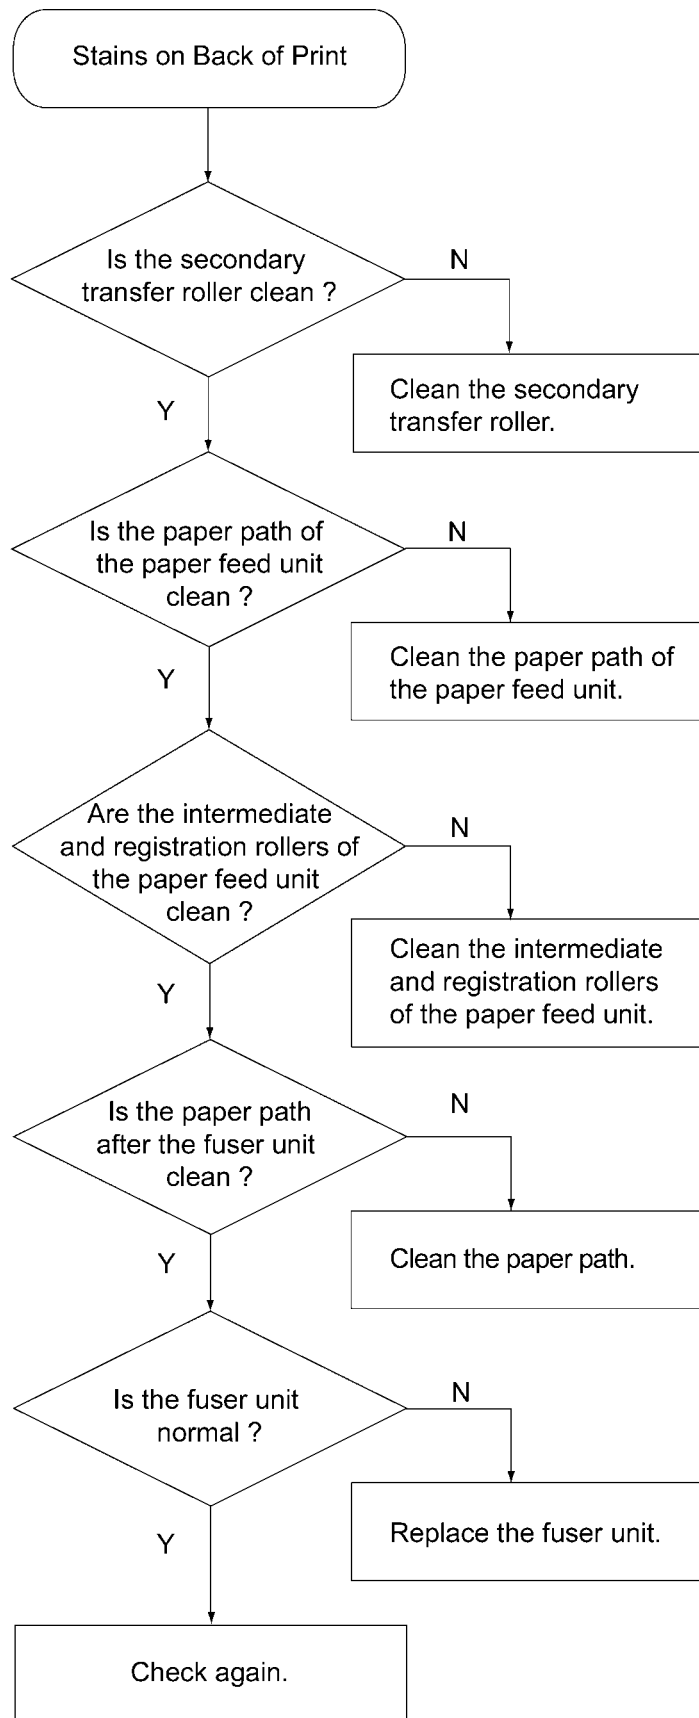 Stains on Back of Print
Is the secondary
transfer roller clean ?
N
Clean the secondary
transfer roller.
Y
Is the paper path of
the paper feed unit
clean ?
N
Clean the paper path of
the paper feed unit.
Y
Are the intermediate
and registration rollers of
the paper feed unit
clean ?
N
Clean the intermediate
and registration rollers
of the paper feed unit.
Y
Is the paper path
after the fuser unit
clean ?
N
Clean the paper path.
Y
Is the fuser unit
normal ?
N
Replace the fuser unit.
Y
Check again.